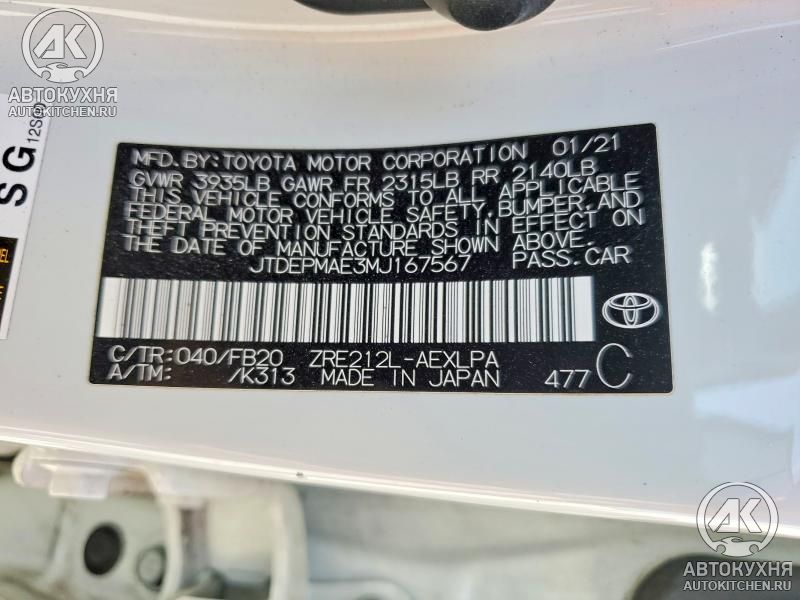 АК
АВТОКУХНЯ
AUTOKITCHEN.RU
SG
12S
MFD. BY: TOYOTA MOTOR CORPORATION 01/21
GVWR 3935LB GAWR FR 2315LB RR 2140LB
THIS VEHICLE CONFORMS TO ALL APPLICABLE
FEDERAL MOTOR VEHICLE SAFETY, BUMPER, AND
THEFT PREVENTION STANDARDS IN EFFECT ON
THE DATE OF MANUFACTURE SHOWN ABOVE.
JTDEPMAE3MJ167567 PASS. CAR
C/TR: 040/FB20 ZRE212L-AEXLPA
A/TM: /K313 MADE IN JAPAN 477 C
АК
АВТОКУХНЯ
AUTOKITCHEN.RU